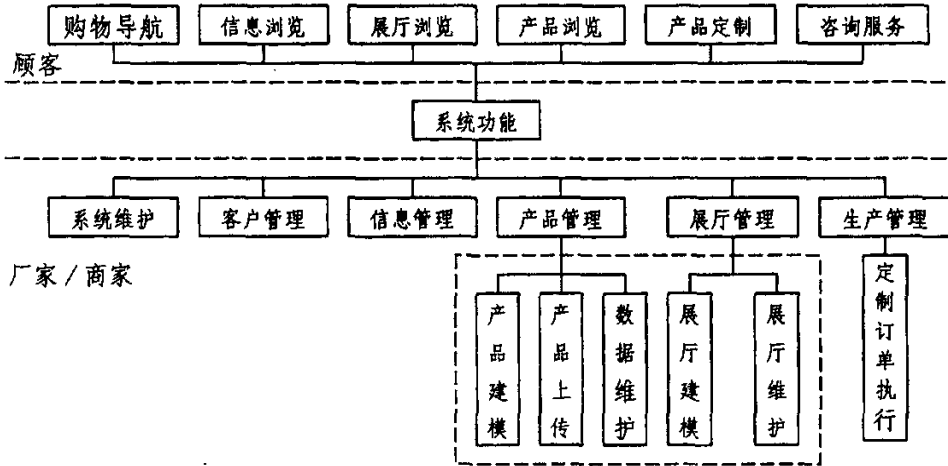 购物导航
信息浏览
展厅浏览
产品浏览
产品定制
咨询服务
顾客
系统功能
系统维护
客户管理
信息管理
产品管理
展厅管理
生产管理
厂家/商家
产品建模
产品上传
数据维护
展厅建模
展厅维护
定制订单执行